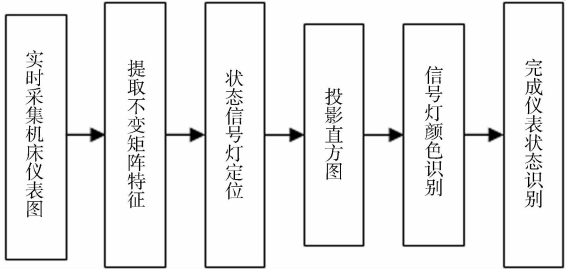 实时采集机床仪表图
提取不变矩阵特征
状态信号灯定位
投影直方图
信号灯颜色识别
完成仪表状态识别